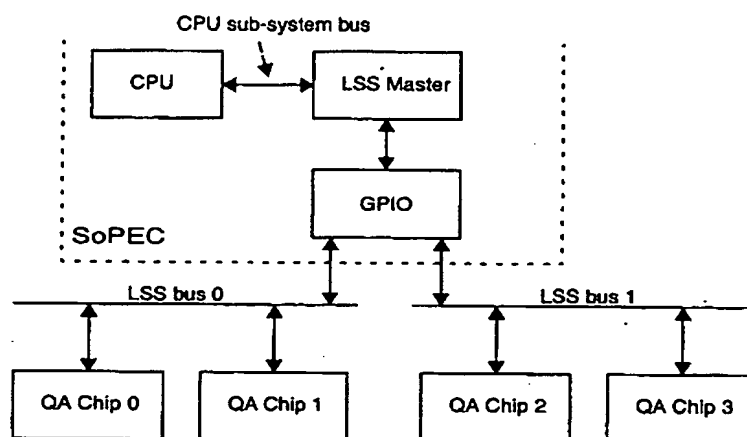 CPU sub-system bus
CPU
LSS Master
GPIO
SoPEC
LSS bus 0
LSS bus 1
QA Chip 0
QA Chip 1
QA Chip 2
QA Chip 3